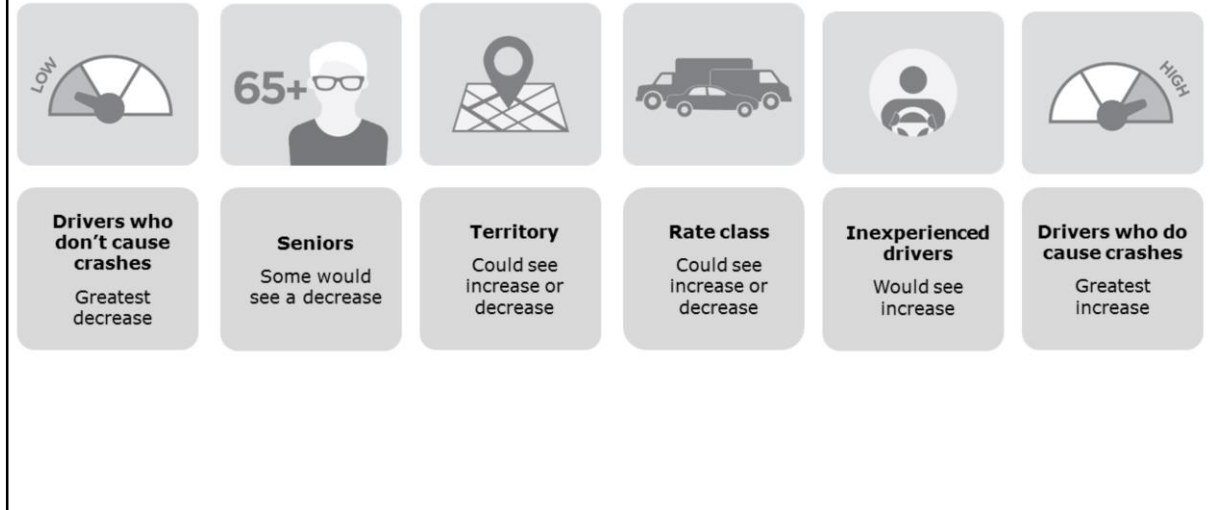 LOW
65+
HIGH
Drivers who
don't cause
crashes
Greatest
decrease
Seniors
Some would
see a decrease
Territory
Could see
increase or
decrease
Rate class
Could see
increase or
decrease
Inexperienced
drivers
Would see
increase
Drivers who do
cause crashes
Greatest
increase